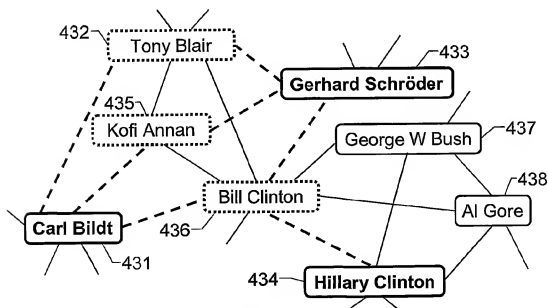 432
Tony Blair
433
Gerhard Schröder
435
Kofi Annan
George W Bush
437
438
Bill Clinton
436
Al Gore
Carl Bildt
431
434
Hillary Clinton